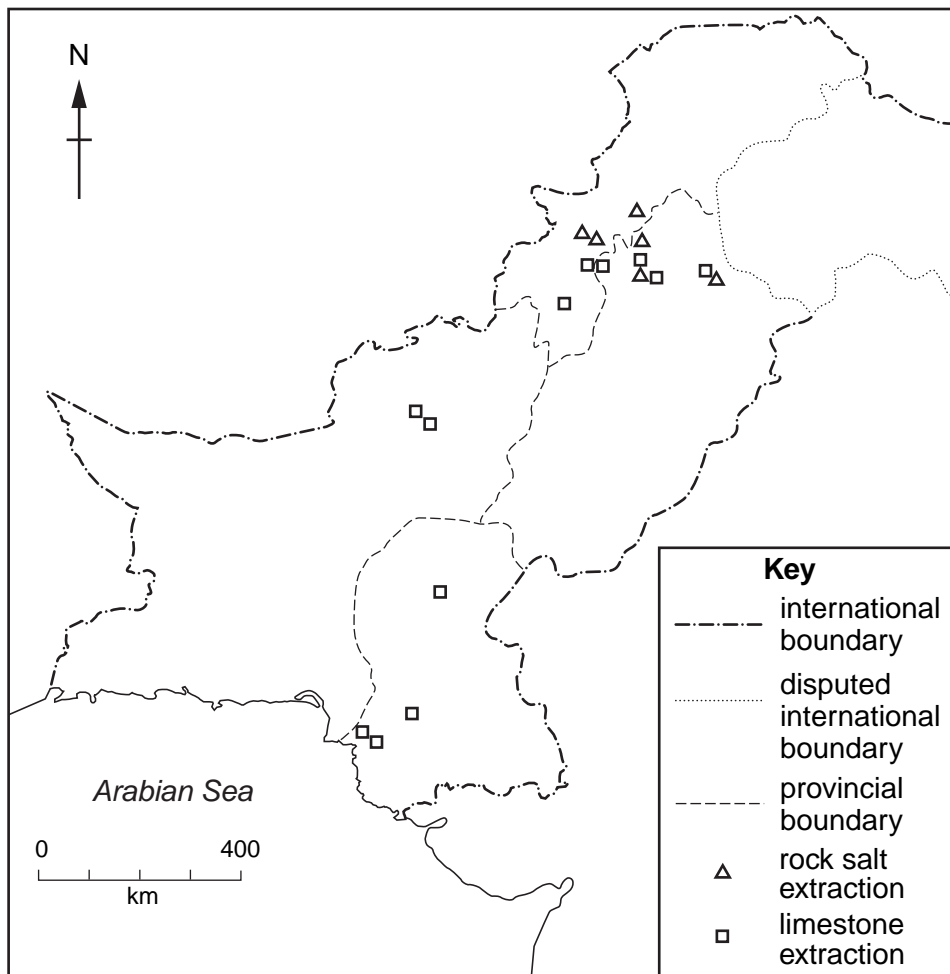 N
Arabian Sea
0 400
km
Key
international
boundary
disputed
international
boundary
provincial
boundary
rock salt
extraction
limestone
extraction